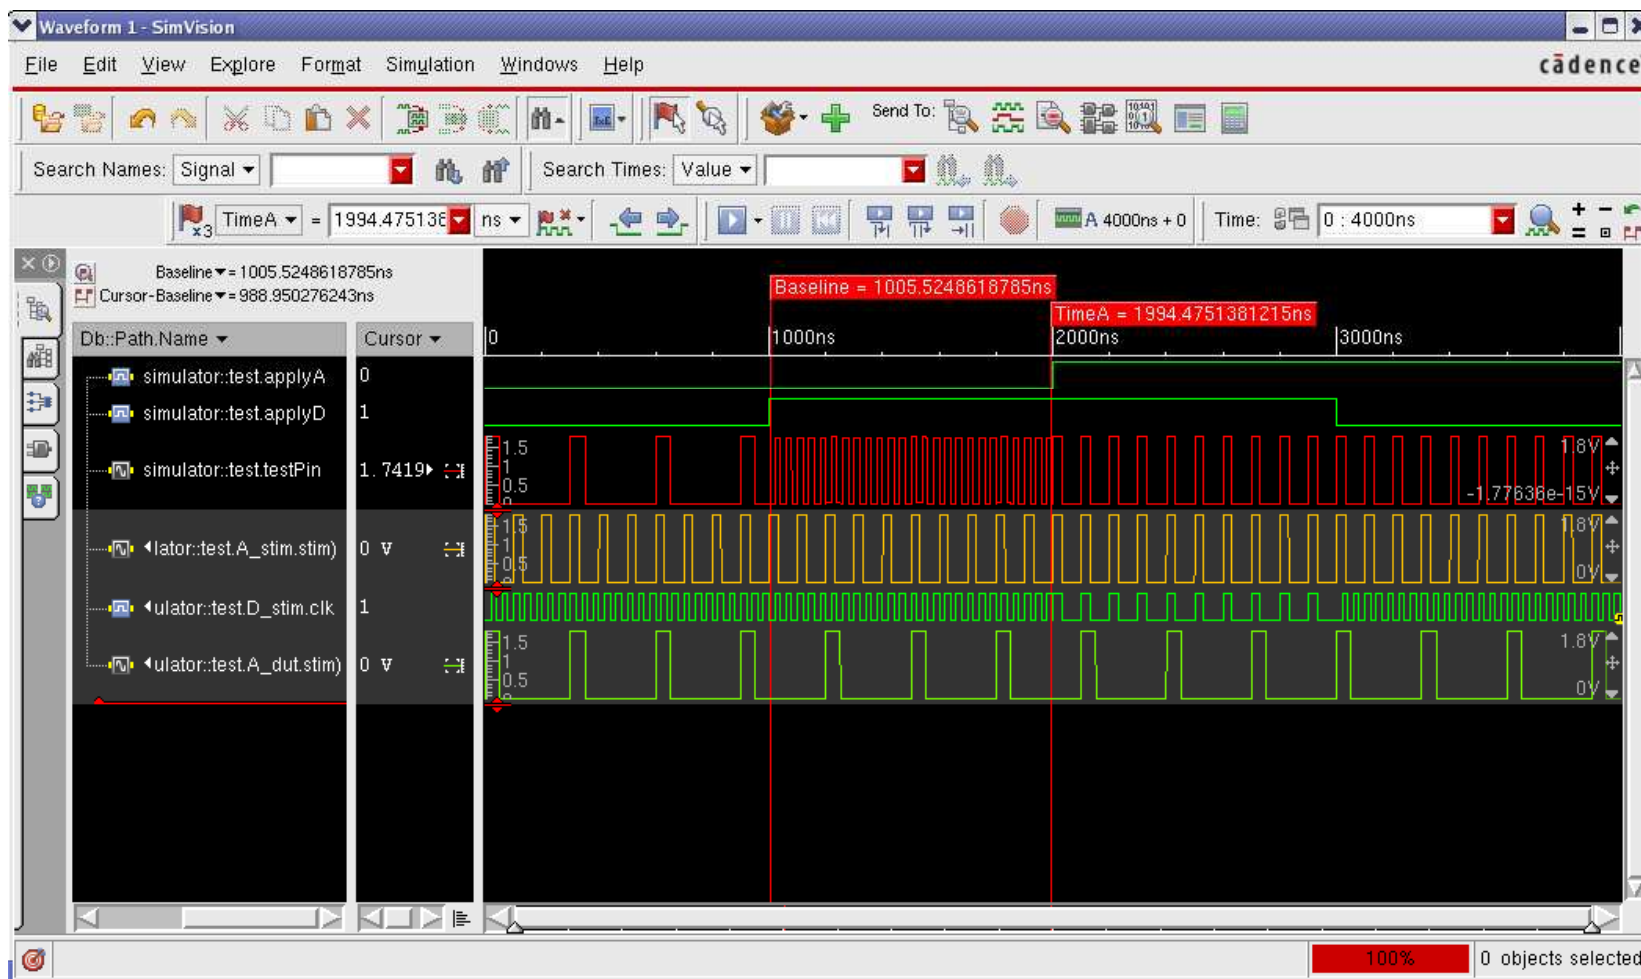 Waveform 1 - SimVision
File Edit View Explore Format Simulation Windows Help cādence
Send To:
Search Names: Signal Search Times: Value
x3 TimeA = 1994.475138 ns A 4000ns + 0 Time: 0 : 4000ns
Baseline = 1005.5248618785ns
Cursor-Baseline = 988.950276243ns
Baseline = 1005.5248618785ns
TimeA = 1994.4751381215ns
Db::Path.Name Cursor 0 1000ns 2000ns 3000ns
simulator::test.applyA 0
simulator::test.applyD 1
simulator::test.testPin 1.7419 1.5 1 0.5 0 1.8V -1.77636e-15V
lator::test.A_stim.stim) 0 V 1.5 1 0.5 0 1.8V 0V
ulator::test.D_stim.clk 1
ulator::test.A_dut.stim) 0 V 1.5 1 0.5 0 1.8V 0V
100% 0 objects selected